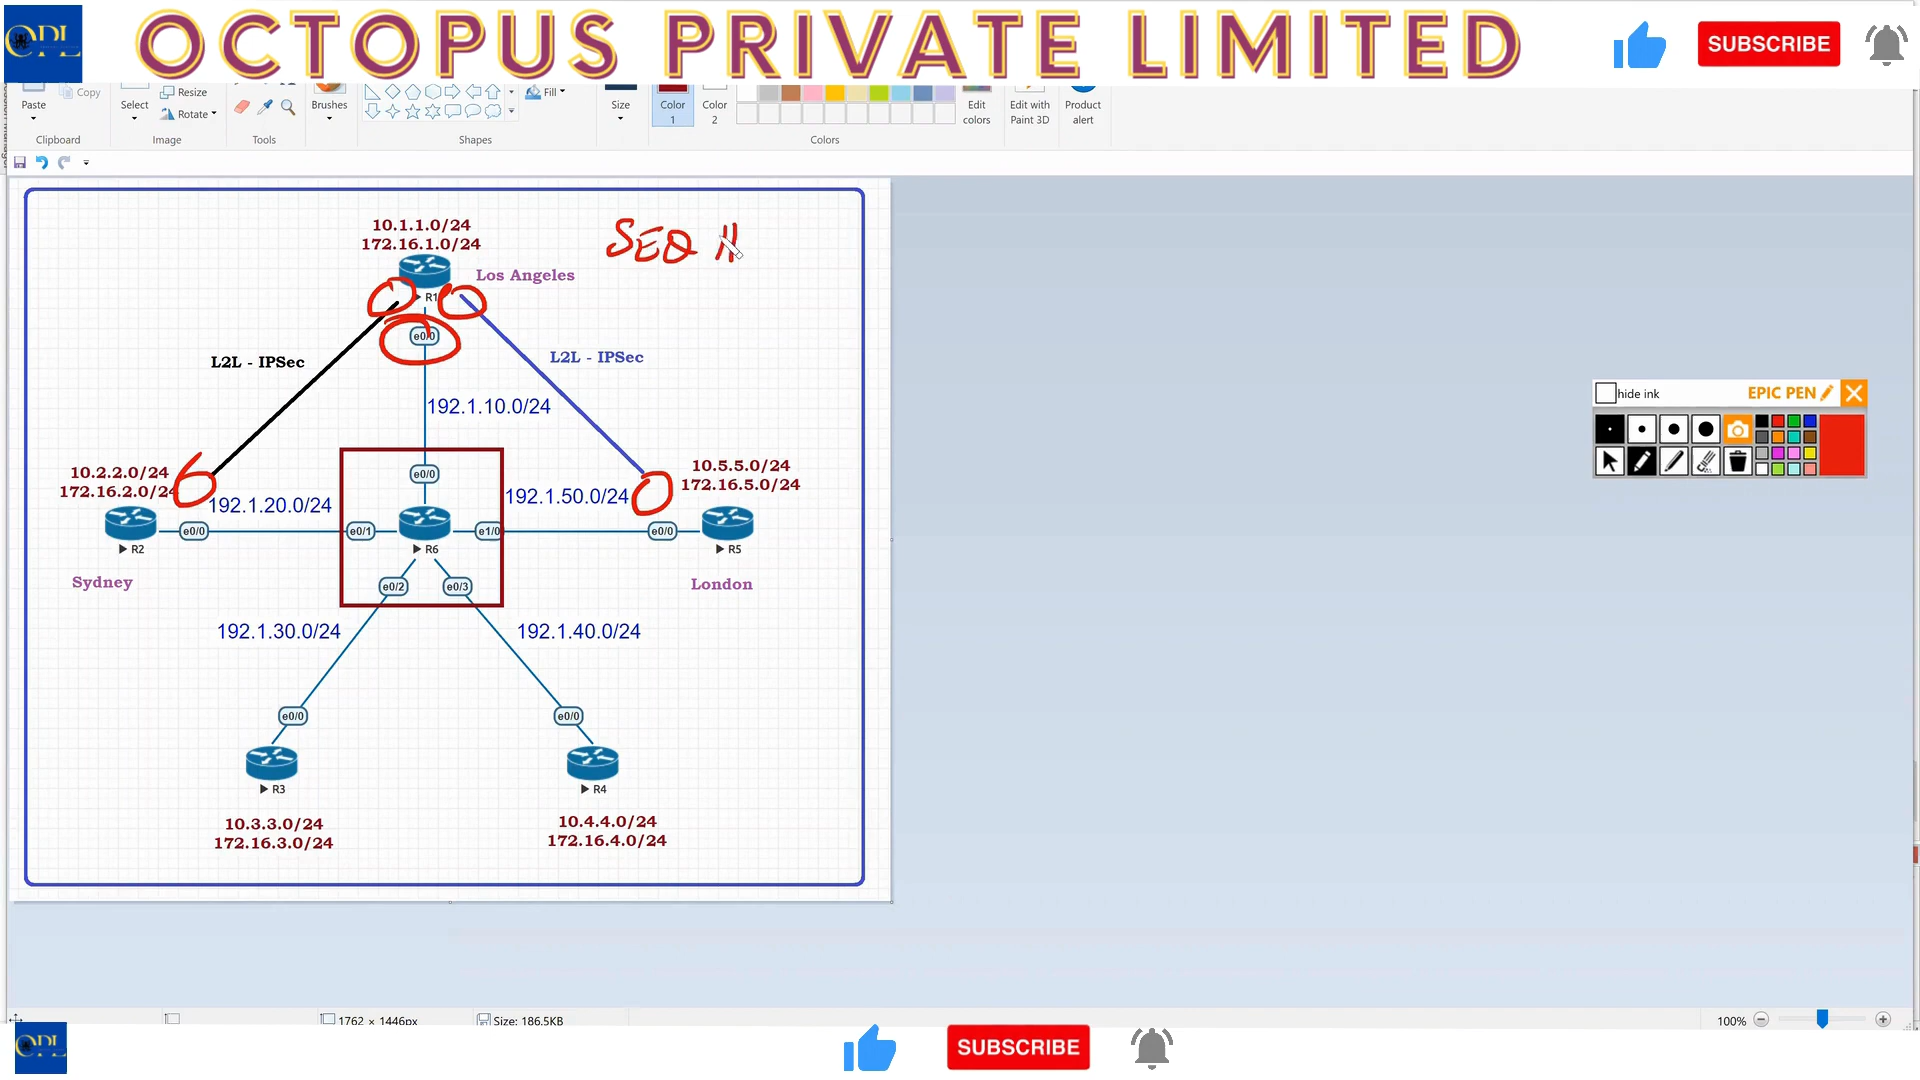 OPL
OCTOPUS PRIVATE LIMITED
SUBSCRIBE
Paste
Copy
Select
Resize
Rotate
Brushes
Fill
Size
Color 1
Color 2
Edit colors
Edit with Paint 3D
Product alert
Clipboard
Image
Tools
Shapes
Colors
10.1.1.0/24
172.16.1.0/24
SEQ #
Los Angeles
R1
e0/0
L2L - IPSec
L2L - IPSec
192.1.10.0/24
hide ink
EPIC PEN
10.2.2.0/24
172.16.2.0/24
192.1.20.0/24
e0/0
192.1.50.0/24
10.5.5.0/24
172.16.5.0/24
e0/0
e0/1
e1/0
e0/0
R2
R6
R5
Sydney
e0/2
e0/3
London
192.1.30.0/24
192.1.40.0/24
e0/0
e0/0
R3
R4
10.3.3.0/24
172.16.3.0/24
10.4.4.0/24
172.16.4.0/24
1762 × 1446px
Size: 186.5KB
100%
OPL
SUBSCRIBE